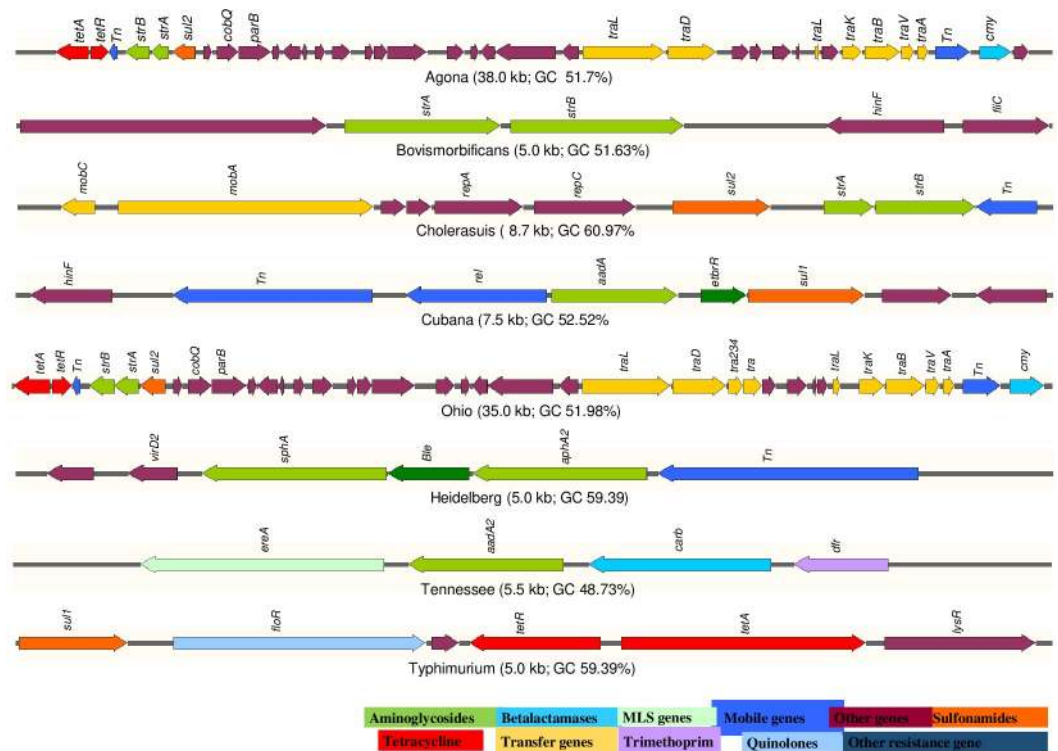 tetA tetR Tn strB strA sul2 cobQ parB traL traD traL traK traB traV traA Tn cmy
Agona (38.0 kb; GC 51.7%)
strA strB hinF fliC
Bovismorbificans (5.0 kb; GC 51.63%)
mobC mobA repA repC sul2 strA strB Tn
Cholerasuis ( 8.7 kb; GC 60.97%
hinF Tn rel aadA etbrR sul1
Cubana (7.5 kb; GC 52.52%
tetA tetR Tn strB strA sul2 cobQ parB traL traD tra234 tra traL traK traB traV traA Tn cmy
Ohio (35.0 kb; GC 51.98%)
virD2 sphA Ble aphA2 Tn
Heidelberg (5.0 kb; GC 59.39)
ereA aadA2 carb dfr
Tennessee (5.5 kb; GC 48.73%)
sul1 floR tetR tetA lysR
Typhimurium (5.0 kb; GC 59.39%)
Aminoglycosides Betalactamases MLS genes Mobile genes Other genes Sulfonamides
Tetracycline Transfer genes Trimethoprim Quinolones Other resistance gene